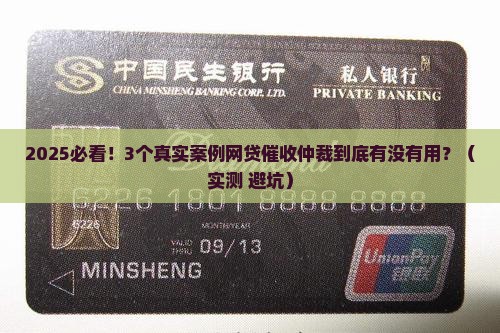 中国民生银行
CHINA MINSHENG BANKING CORP., LTD.
私人银行
PRIVATE BANKING
2025必看！3个真实案例网贷催收仲裁到底有没有用？（
实测 避坑）
6226 1801 8888 8888
6226
VALID
THRU
09/13
MINSHENG
UnionPay
银联